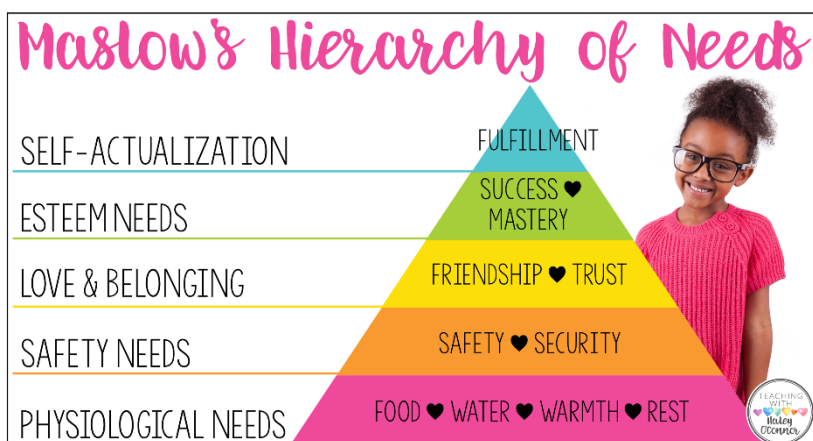 Maslow's Hierarchy of Needs
SELF-ACTUALIZATION
FULFILLMENT
ESTEEM NEEDS
SUCCESS ♥
MASTERY
LOVE & BELONGING
FRIENDSHIP ♥ TRUST
SAFETY NEEDS
SAFETY ♥ SECURITY
PHYSIOLOGICAL NEEDS
FOOD ♥ WATER ♥ WARMTH ♥ REST
TEACHING
WITH
Haley
O'Connor